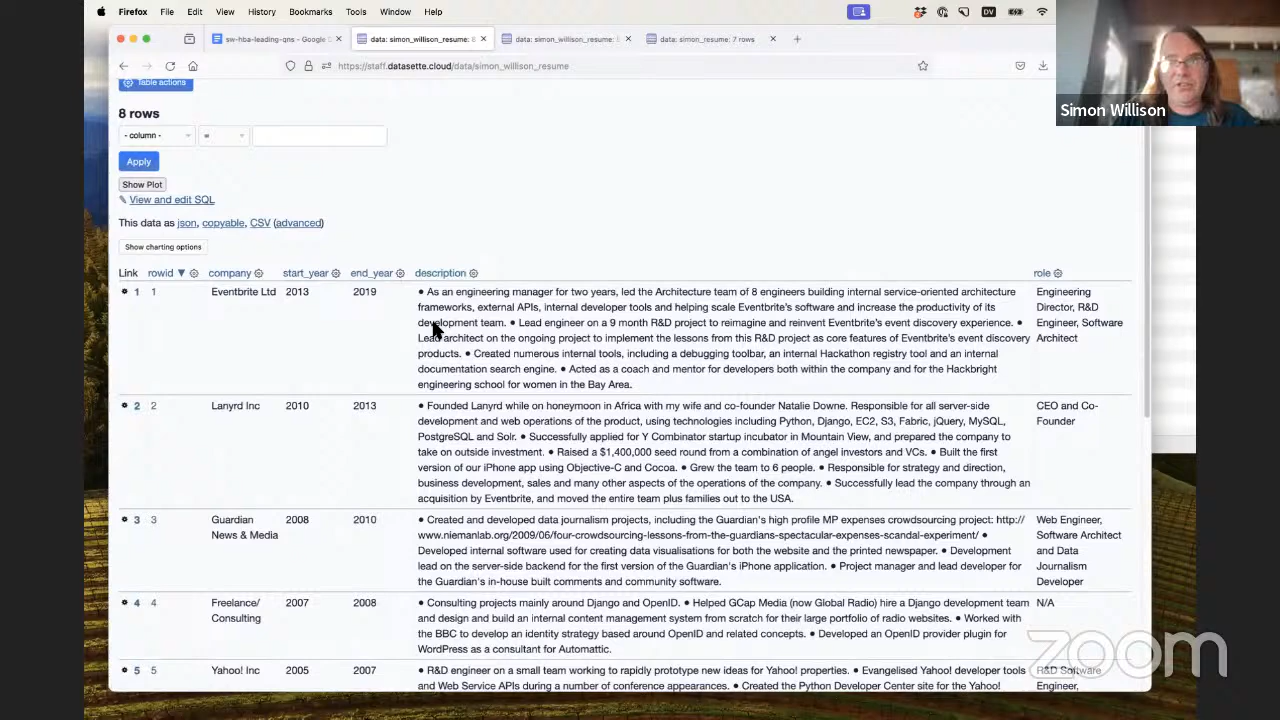 Firefox File Edit View History Bookmarks Tools Window Help
DV
sw-hba-leading-qns - Google S
data: simon_willison_resume: 8
data: simon_willison_resume: 8
data: simon_resume: 7 rows
https://staff.datasette.cloud/data/simon_willison_resume
Simon Willison
Table actions
8 rows
- column - =
Apply
Show Plot
View and edit SQL
This data as json, copyable, CSV (advanced)
Show charting options
Link rowid ▼ company start_year end_year description role
1 1 Eventbrite Ltd 2013 2019
• As an engineering manager for two years, led the Architecture team of 8 engineers building internal service-oriented architecture
frameworks, external APIs, internal developer tools and helping scale Eventbrite's software and increase the productivity of its
development team. • Lead engineer on a 9 month R&D project to reimagine and reinvent Eventbrite's event discovery experience. •
Lead architect on the ongoing project to implement the lessons from this R&D project as core features of Eventbrite's event discovery
products. • Created numerous internal tools, including a debugging toolbar, an internal Hackathon registry tool and an internal
documentation search engine. • Acted as a coach and mentor for developers both within the company and for the Hackbright
engineering school for women in the Bay Area.
Engineering
Director, R&D
Engineer, Software
Architect
2 2 Lanyrd Inc 2010 2013
• Founded Lanyrd while on honeymoon in Africa with my wife and co-founder Natalie Downe. Responsible for all server-side
development and web operations of the product, using technologies including Python, Django, EC2, S3, Fabric, jQuery, MySQL,
PostgreSQL and Solr. • Successfully applied for Y Combinator startup incubator in Mountain View, and prepared the company to
take on outside investment. • Raised a $1,400,000 seed round from a combination of angel investors and VCs. • Built the first
version of our iPhone app using Objective-C and Cocoa. • Grew the team to 6 people. • Responsible for strategy and direction,
business development, sales and many other aspects of the operations of the company. • Successfully lead the company through an
acquisition by Eventbrite, and moved the entire team plus families out to the USA.
CEO and Co-
Founder
3 3 Guardian
News & Media
2008 2010
• Created and developed data journalism projects, including the Guardian's high profile MP expenses crowdsourcing project: http://
www.niemanlab.org/2009/06/four-crowdsourcing-lessons-from-the-guardians-spectacular-expenses-scandal-experiment/ •
Developed internal software used for creating data visualisations for both the website and the printed newspaper. • Development
lead on the server-side backend for the first version of the Guardian's iPhone application. • Project manager and lead developer for
the Guardian's in-house built comments and community software.
Web Engineer,
Software Architect
and Data
Journalism
Developer
4 4 Freelance/
Consulting
2007 2008
• Consulting projects mainly around Django and OpenID. • Helped GCap Media (now Global Radio) hire a Django development team
and design and build an internal content management system from scratch for their large portfolio of radio websites. • Worked with
the BBC to develop an identity strategy based around OpenID and related concepts. • Developed an OpenID provider plugin for
WordPress as a consultant for Automattic.
N/A
5 5 Yahoo! Inc 2005 2007
• R&D engineer on a small team working to rapidly prototype new ideas for Yahoo! properties. • Evangelised Yahoo! developer tools
and Web Service APIs during a number of conference appearances. • Created the Python Developer Center site for the Yahoo!
R&D Software
Engineer,
zoom